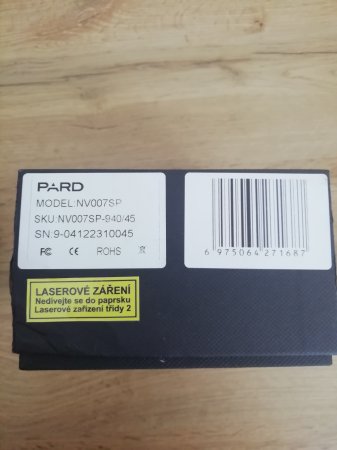 PARD
MODEL:NV007SP
SKU:NV007SP-940/45
SN:9-04122310045
FC CE ROHS
6 975064 271687
LASEROVÉ ZÁŘENÍ
Nedívejte se do paprsku
Laserové zařízení třídy 2